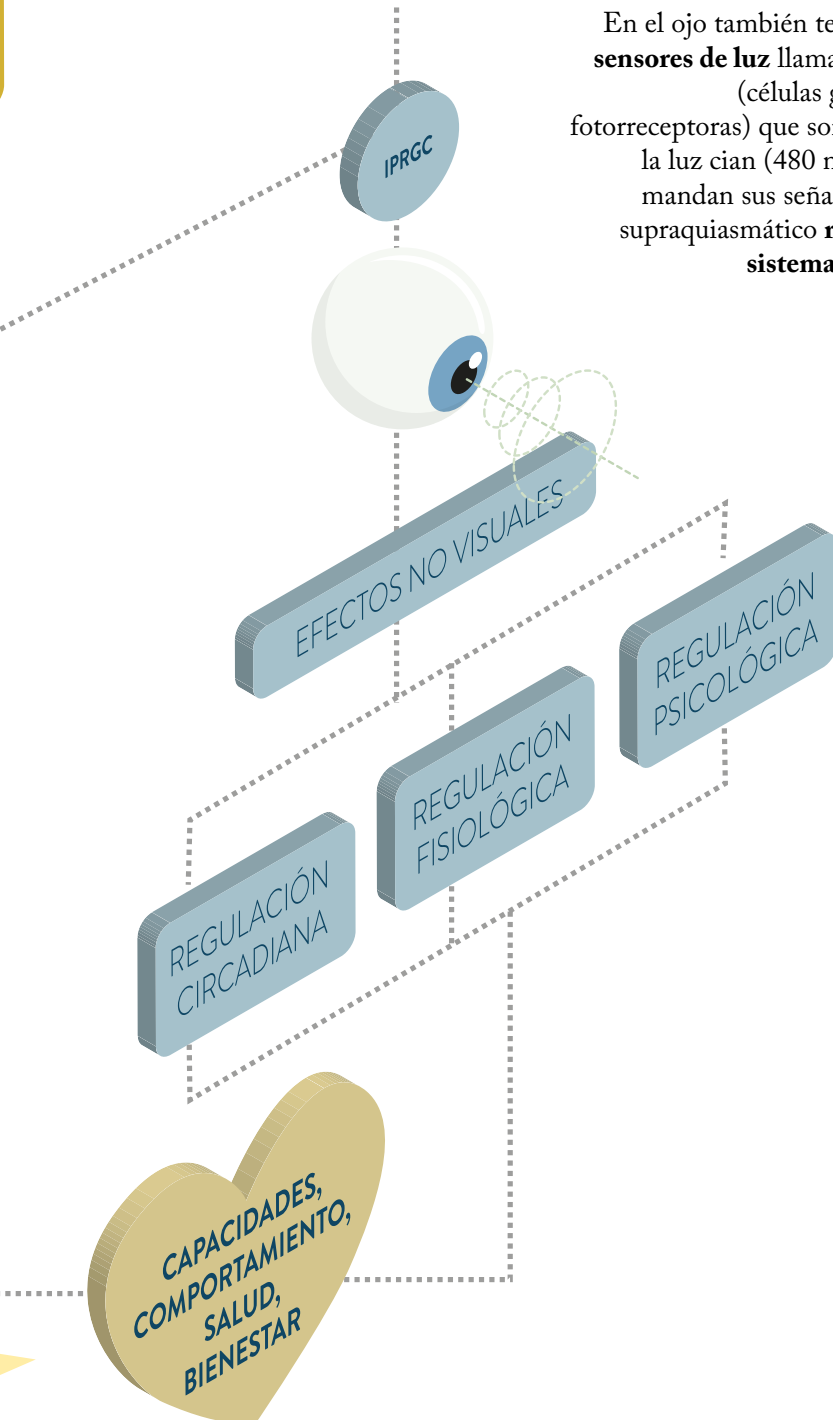 En el ojo también te
sensores de luz llama
(células g
fotorreceptoras) que so
la luz cian (480 n
mandan sus seña
supraquiasmático r
sistema
IPRGC
EFECTOS NO VISUALES
REGULACIÓN
PSICOLÓGICA
REGULACIÓN
FISIOLÓGICA
REGULACIÓN
CIRCADIANA
CAPACIDADES,
COMPORTAMIENTO,
SALUD,
BIENESTAR